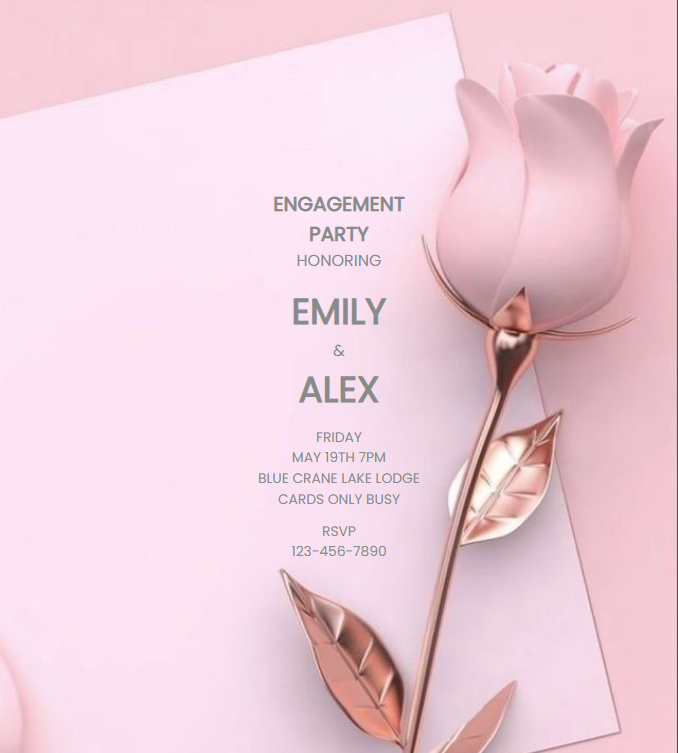 ENGAGEMENT
PARTY
HONORING
EMILY
&
ALEX
FRIDAY
MAY 19TH 7PM
BLUE CRANE LAKE LODGE
CARDS ONLY BUSY
RSVP
123-456-7890